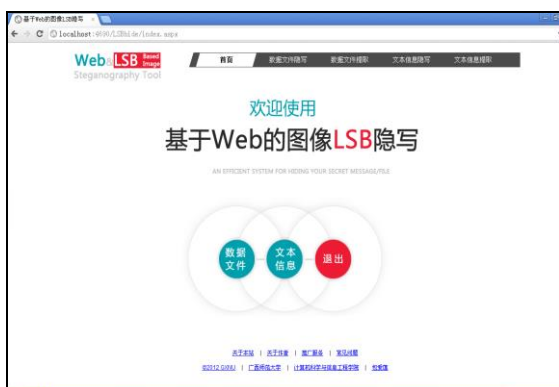 基于Web的图像LSB隐写
localhost:4690/LSBhide/index.aspx
Web& LSB Based Image
Steganography Tool
首页 数据文件隐写 数据文件提取 文本信息隐写 文本信息提取
欢迎使用
基于Web的图像LSB隐写
AN EFFICIENT SYSTEM FOR HIDING YOUR SECRET MESSAGE/FILE
数据文件 文本信息 退出
关于本站 | 关于作者 | 推广服务 | 常见问题
©2012 GXNU | 广西师范大学 | 计算机科学与信息工程学院